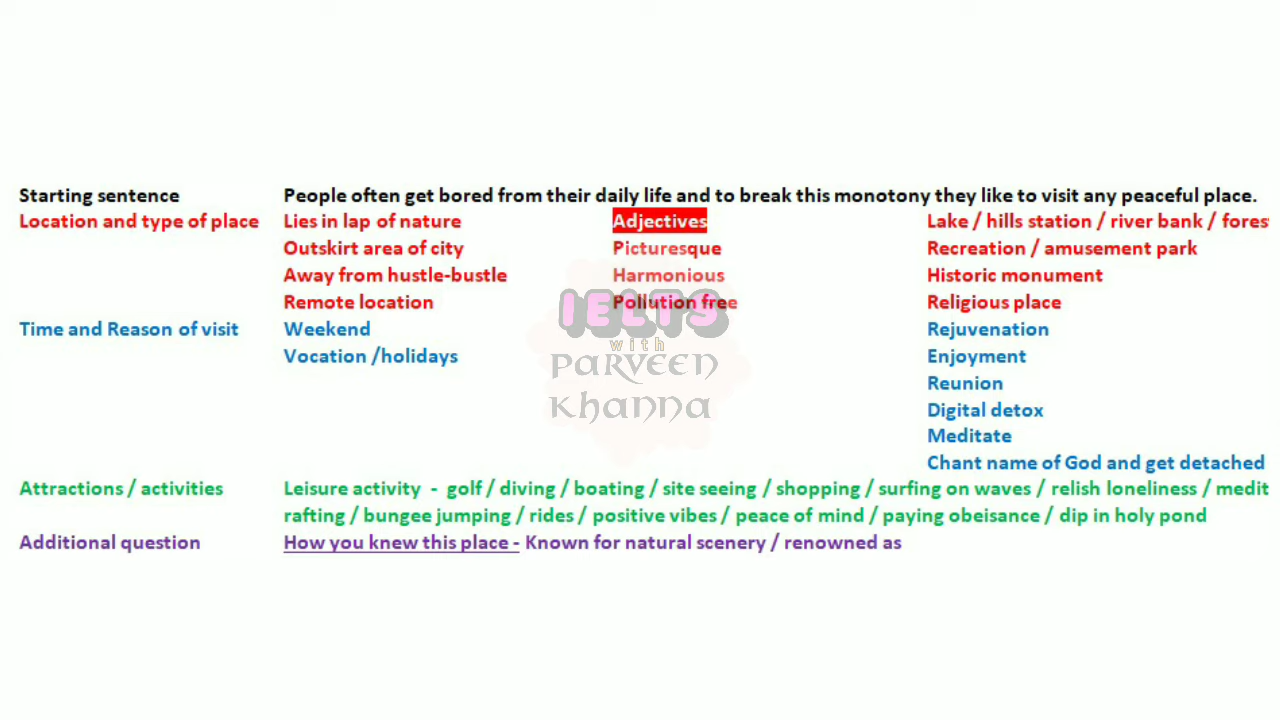 Starting sentence People often get bored from their daily life and to break this monotony they like to visit any peaceful place.
Location and type of place Lies in lap of nature Adjectives Lake / hills station / river bank /
Outskirt area of city Picturesque Recreation / amusement park
Away from hustle-bustle Harmonious Historic monument
Remote location Pollution free Religious place
IELTS
Time and Reason of visit Weekend Rejuvenation
with
Vocation /holidays Enjoyment
PARVEEN
Reunion
KHANNA
Digital detox
Meditate
Chant name of God and get detached
Attractions / activities Leisure activity - golf / diving / boating / site seeing / shopping / surfing on waves / relish loneliness /
rafting / bungee jumping / rides / positive vibes / peace of mind / paying obeisance / dip in holy pond
Additional question How you knew this place - Known for natural scenery / renowned as